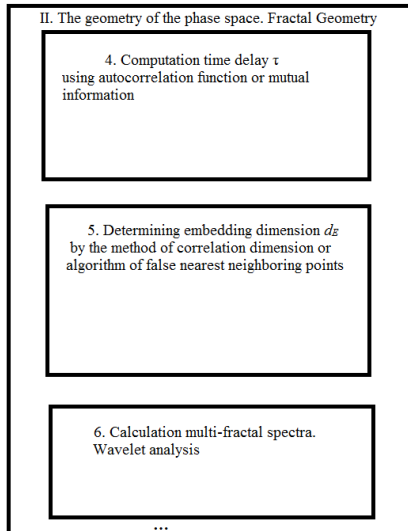 II. The geometry of the phase space. Fractal Geometry
4. Computation time delay τ
using autocorrelation function or mutual
information
5. Determining embedding dimension dE
by the method of correlation dimension or
algorithm of false nearest neighboring points
6. Calculation multi-fractal spectra.
Wavelet analysis
...